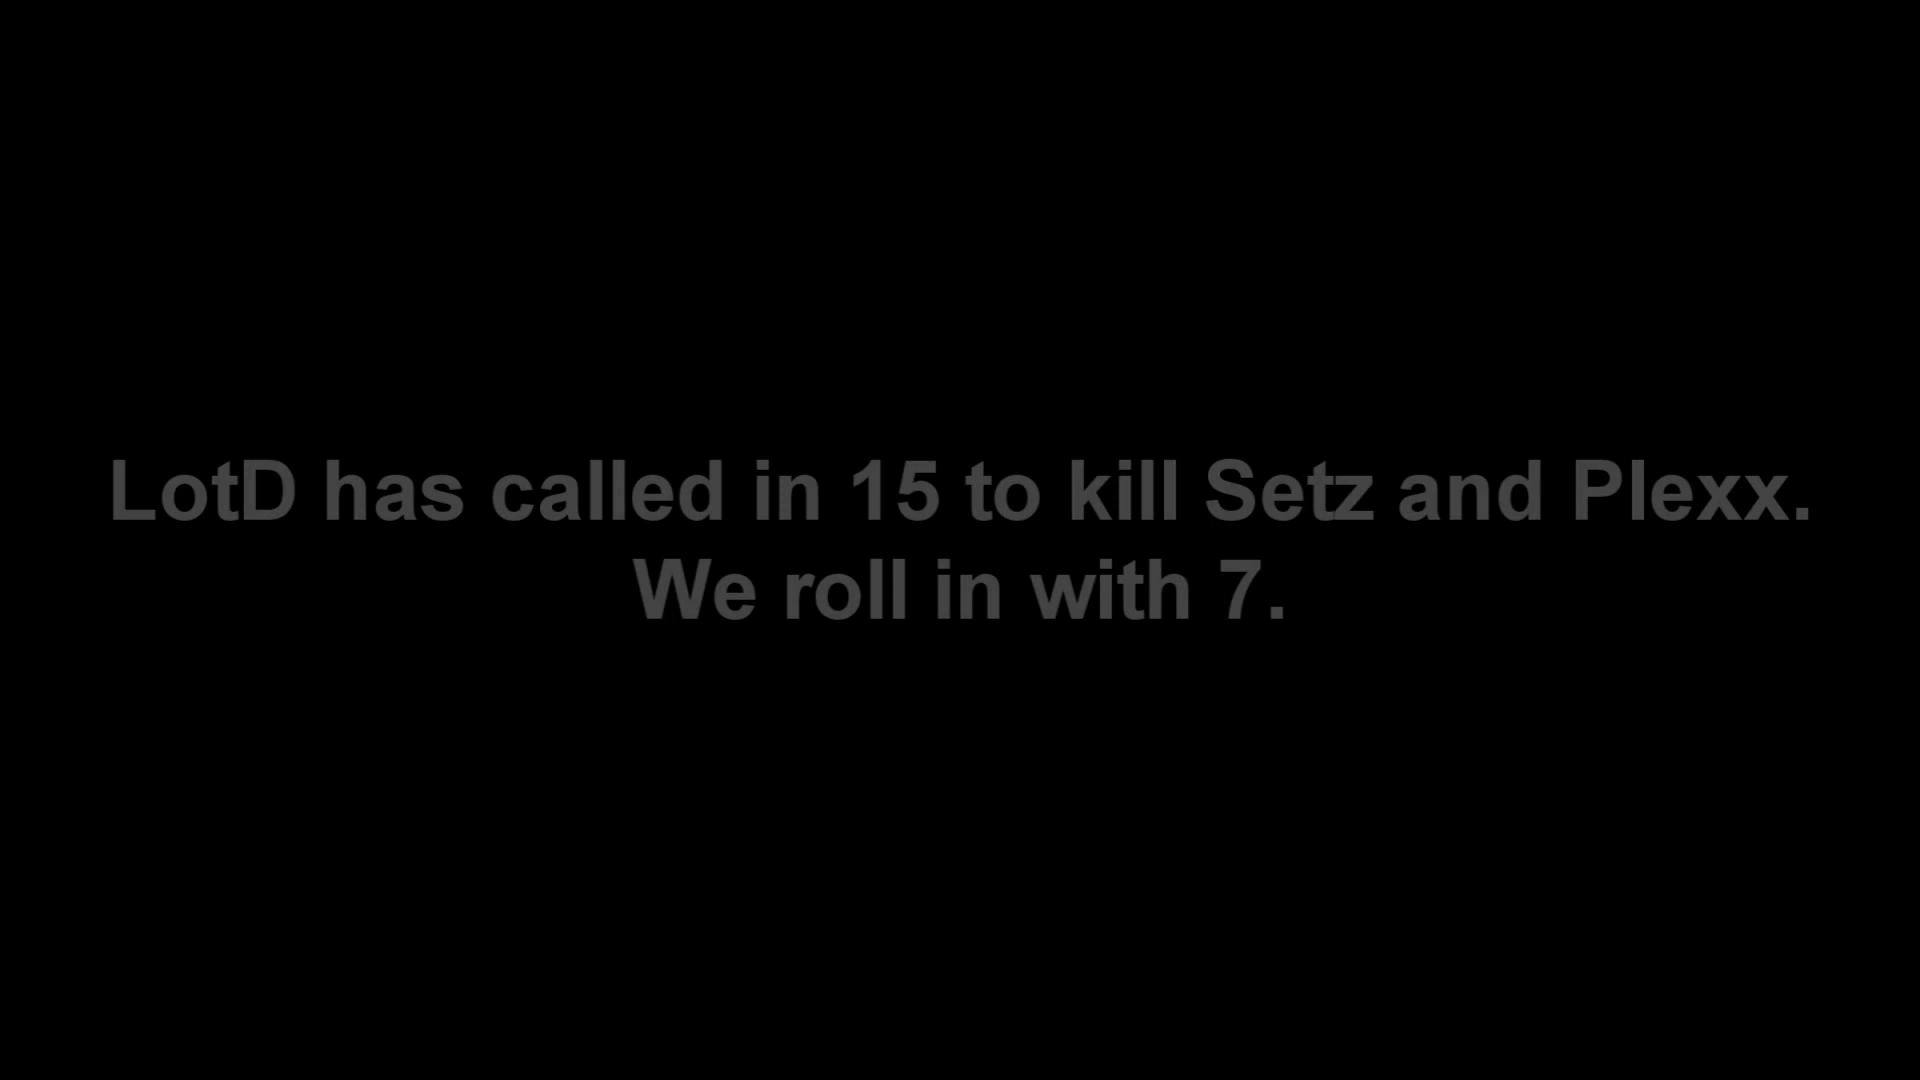 LotD has called in 15 to kill Setz and Plexx.
We roll in with 7.